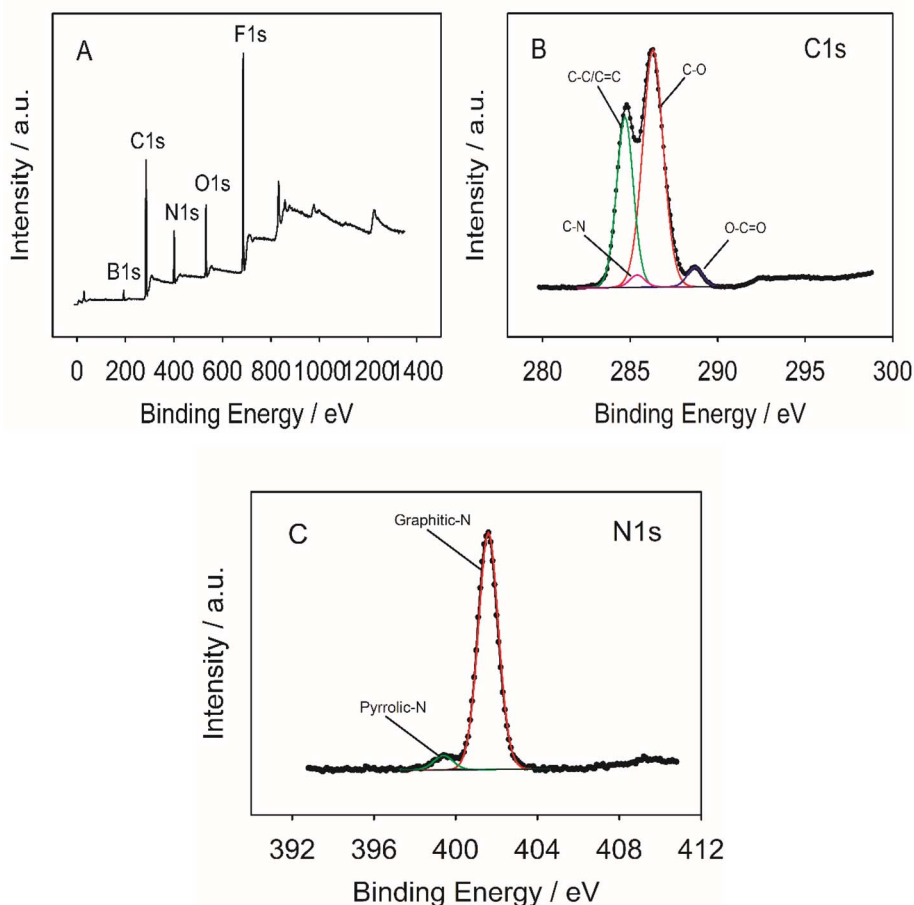 A
F1s
C1s
O1s
N1s
B1s
Intensity / a.u.
0 200 400 600 800 1000 1200 1400
Binding Energy / eV
B
C1s
C-C/C=C
C-O
C-N
O-C=O
Intensity / a.u.
280 285 290 295 300
Binding Energy / eV
C
N1s
Graphitic-N
Pyrrolic-N
Intensity / a.u.
392 396 400 404 408 412
Binding Energy / eV